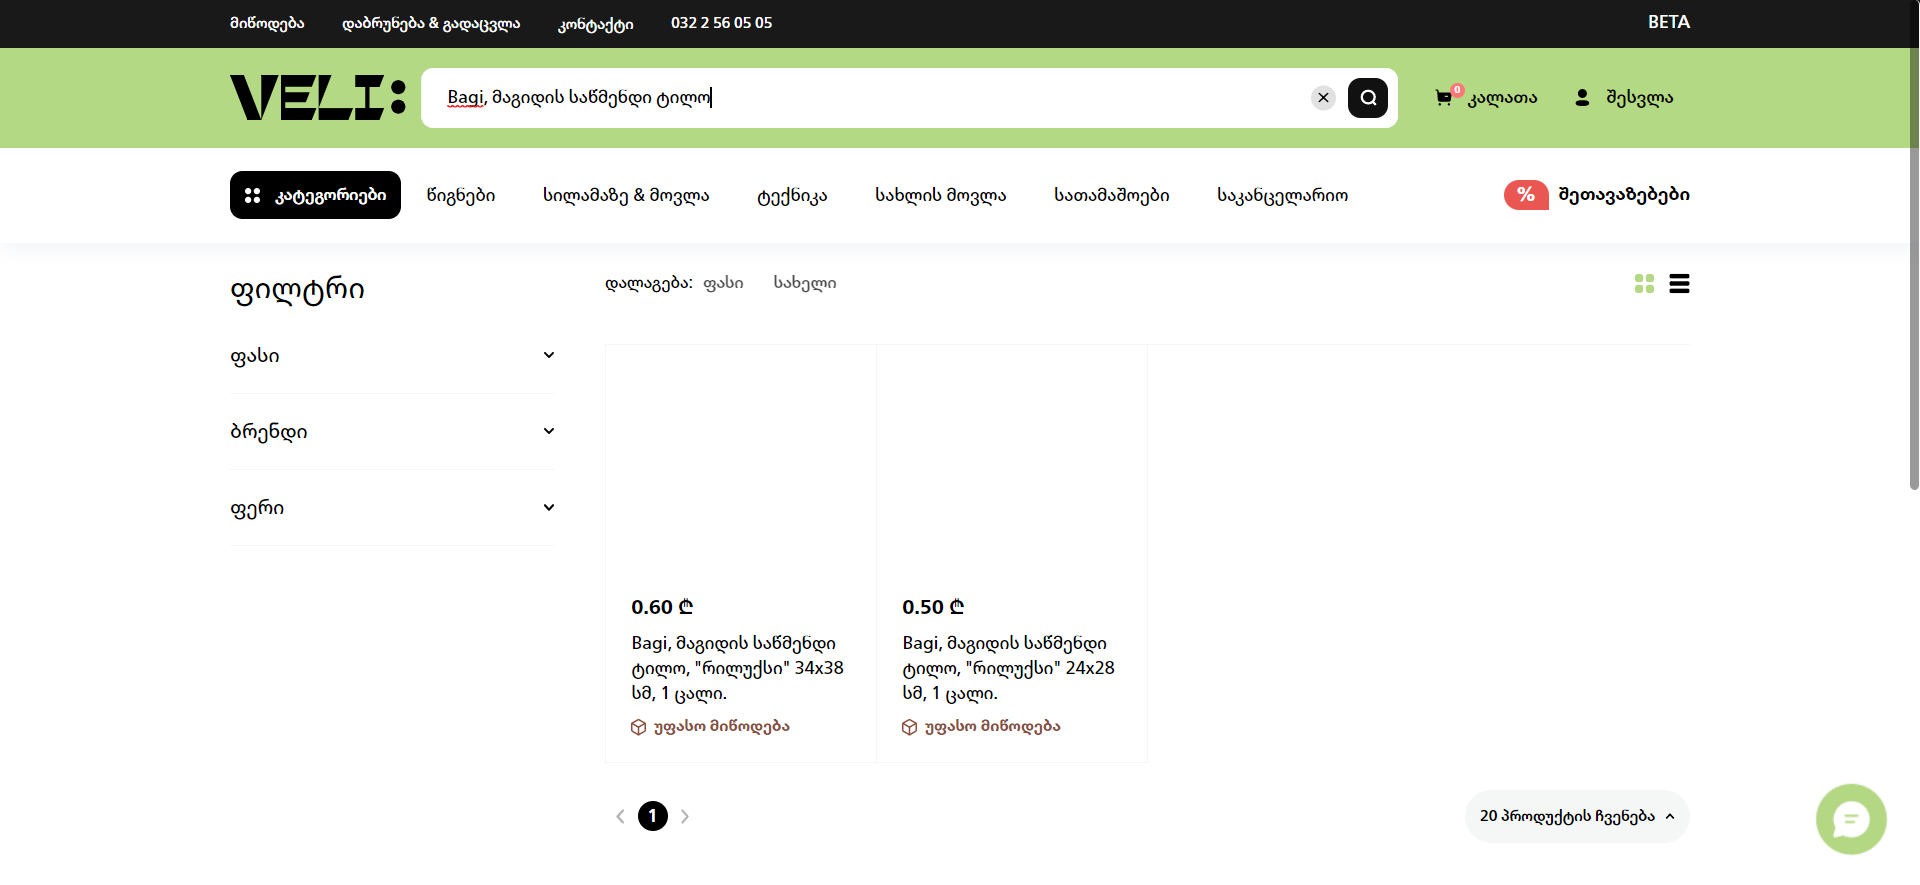 მიწოდება დაბრუნება & გადაცვლა კონტაქტი 032 2 56 05 05 BETA
VELI: Bagi, მაგიდის საწმენდი ტილო 0 კალათა შესვლა
კატეგორიები წიგნები სილამაზე & მოვლა ტექნიკა სახლის მოვლა სათამაშოები საკანცელარიო % შეთავაზებები
ფილტრი
დალაგება: ფასი სახელი
ფასი
ბრენდი
ფერი
0.60 ₾
Bagi, მაგიდის საწმენდი
ტილო, "რილუქსი" 34x38
სმ, 1 ცალი.
უფასო მიწოდება
0.50 ₾
Bagi, მაგიდის საწმენდი
ტილო, "რილუქსი" 24x28
სმ, 1 ცალი.
უფასო მიწოდება
1
20 პროდუქტის ჩვენება